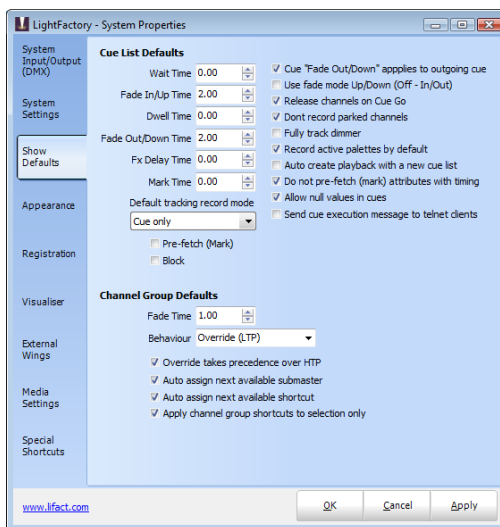 LightFactory - System Properties
System
Input/Output
(DMX)
System
Settings
Show
Defaults
Appearance
Registration
Visualiser
External
Wings
Media
Settings
Special
Shortcuts
Cue List Defaults
Wait Time 0.00
Fade In/Up Time 2.00
Dwell Time 0.00
Fade Out/Down Time 2.00
Fx Delay Time 0.00
Mark Time 0.00
Default tracking record mode
Cue only
Pre-fetch (Mark)
Block
Cue "Fade Out/Down" appplies to outgoing cue
Use fade mode Up/Down (Off - In/Out)
Release channels on Cue Go
Dont record parked channels
Fully track dimmer
Record active palettes by default
Auto create playback with a new cue list
Do not pre-fetch (mark) attributes with timing
Allow null values in cues
Send cue execution message to telnet clients
Channel Group Defaults
Fade Time 1.00
Behaviour Override (LTP)
Override takes precedence over HTP
Auto assign next available submaster
Auto assign next available shortcut
Apply channel group shortcuts to selection only
www.lifact.com
OK
Cancel
Apply